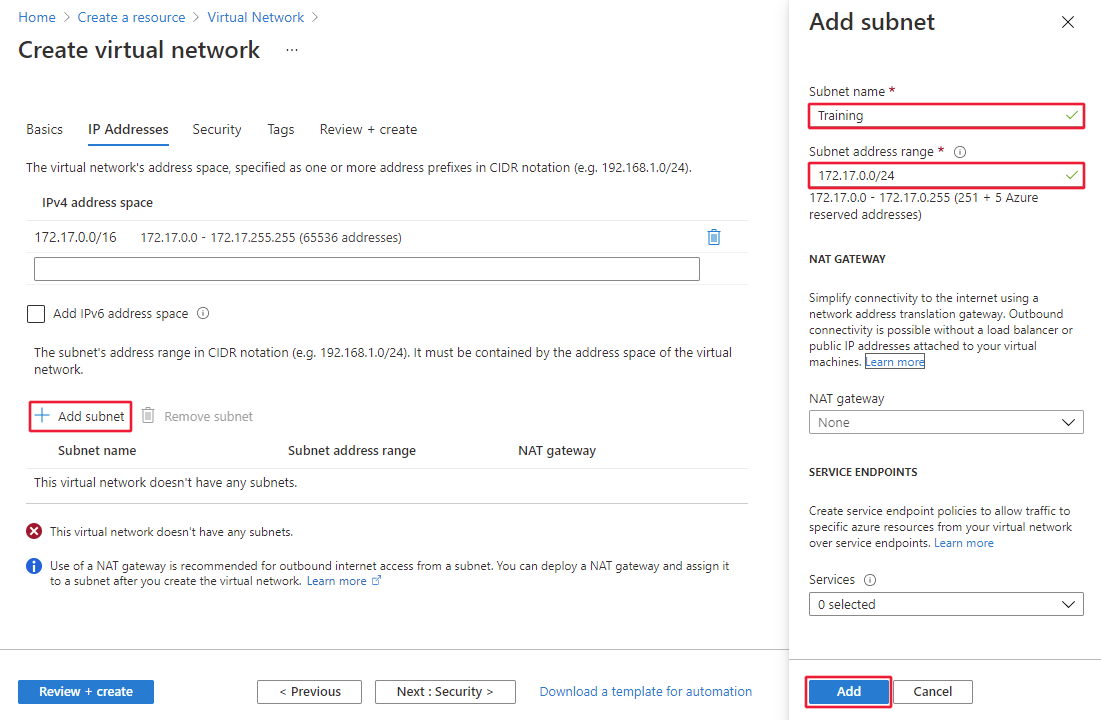 Home > Create a resource > Virtual Network >
Create virtual network ...
Basics IP Addresses Security Tags Review + create
The virtual network's address space, specified as one or more address prefixes in CIDR notation (e.g. 192.168.1.0/24).
IPv4 address space
172.17.0.0/16 172.17.0.0 - 172.17.255.255 (65536 addresses)
Add IPv6 address space
The subnet's address range in CIDR notation (e.g. 192.168.1.0/24). It must be contained by the address space of the virtual
network.
+ Add subnet Remove subnet
Subnet name Subnet address range NAT gateway
This virtual network doesn't have any subnets.
This virtual network doesn't have any subnets.
Use of a NAT gateway is recommended for outbound internet access from a subnet. You can deploy a NAT gateway and assign it
to a subnet after you create the virtual network. Learn more
Review + create < Previous Next : Security > Download a template for automation
Add subnet
Subnet name *
Training
Subnet address range *
172.17.0.0/24
172.17.0.0 - 172.17.0.255 (251 + 5 Azure
reserved addresses)
NAT GATEWAY
Simplify connectivity to the internet using a
network address translation gateway. Outbound
connectivity is possible without a load balancer or
public IP addresses attached to your virtual
machines. Learn more
NAT gateway
None
SERVICE ENDPOINTS
Create service endpoint policies to allow traffic to
specific azure resources from your virtual network
over service endpoints. Learn more
Services
0 selected
Add Cancel